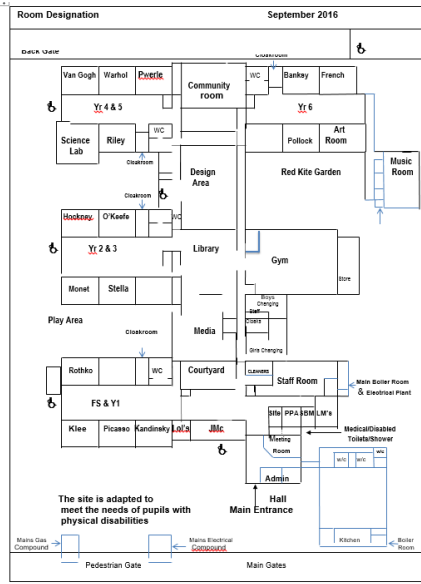 Room Designation September 2016
Back Gate
Cloakroom
Van Gogh Warhol Pwerle
Community
room
WC Bankey French
Yr 4 & 5
Yr 6
Science
Lab
Riley
WC
Pollock
Art
Room
Cloakroom
Design
Area
Red Kite Garden
Music
Room
Cloakroom
Hockney O'Keefe WC
Yr 2 & 3
Library
Gym
Store
Monet Stella
Boys
Changing
Staff
Cloaks
Play Area
Cloakroom
Media
Girls Changing
Rothko
WC
Courtyard
CLEANERS
Staff Room
Main Boiler Room
& Electrical Plant
FS & Y1
Site PPA SBM LM's
Klee Picasso Kandinsky Lol's JMc
Medical/Disabled
Toilets/Shower
Meeting
Room
w/c w/c w/c
Admin
The site is adapted to
meet the needs of pupils with
physical disabilities
Hall
Main Entrance
Mains Gas
Compound
Mains Electrical
Compound
Kitchen
Boiler
Room
Pedestrian Gate Main Gates